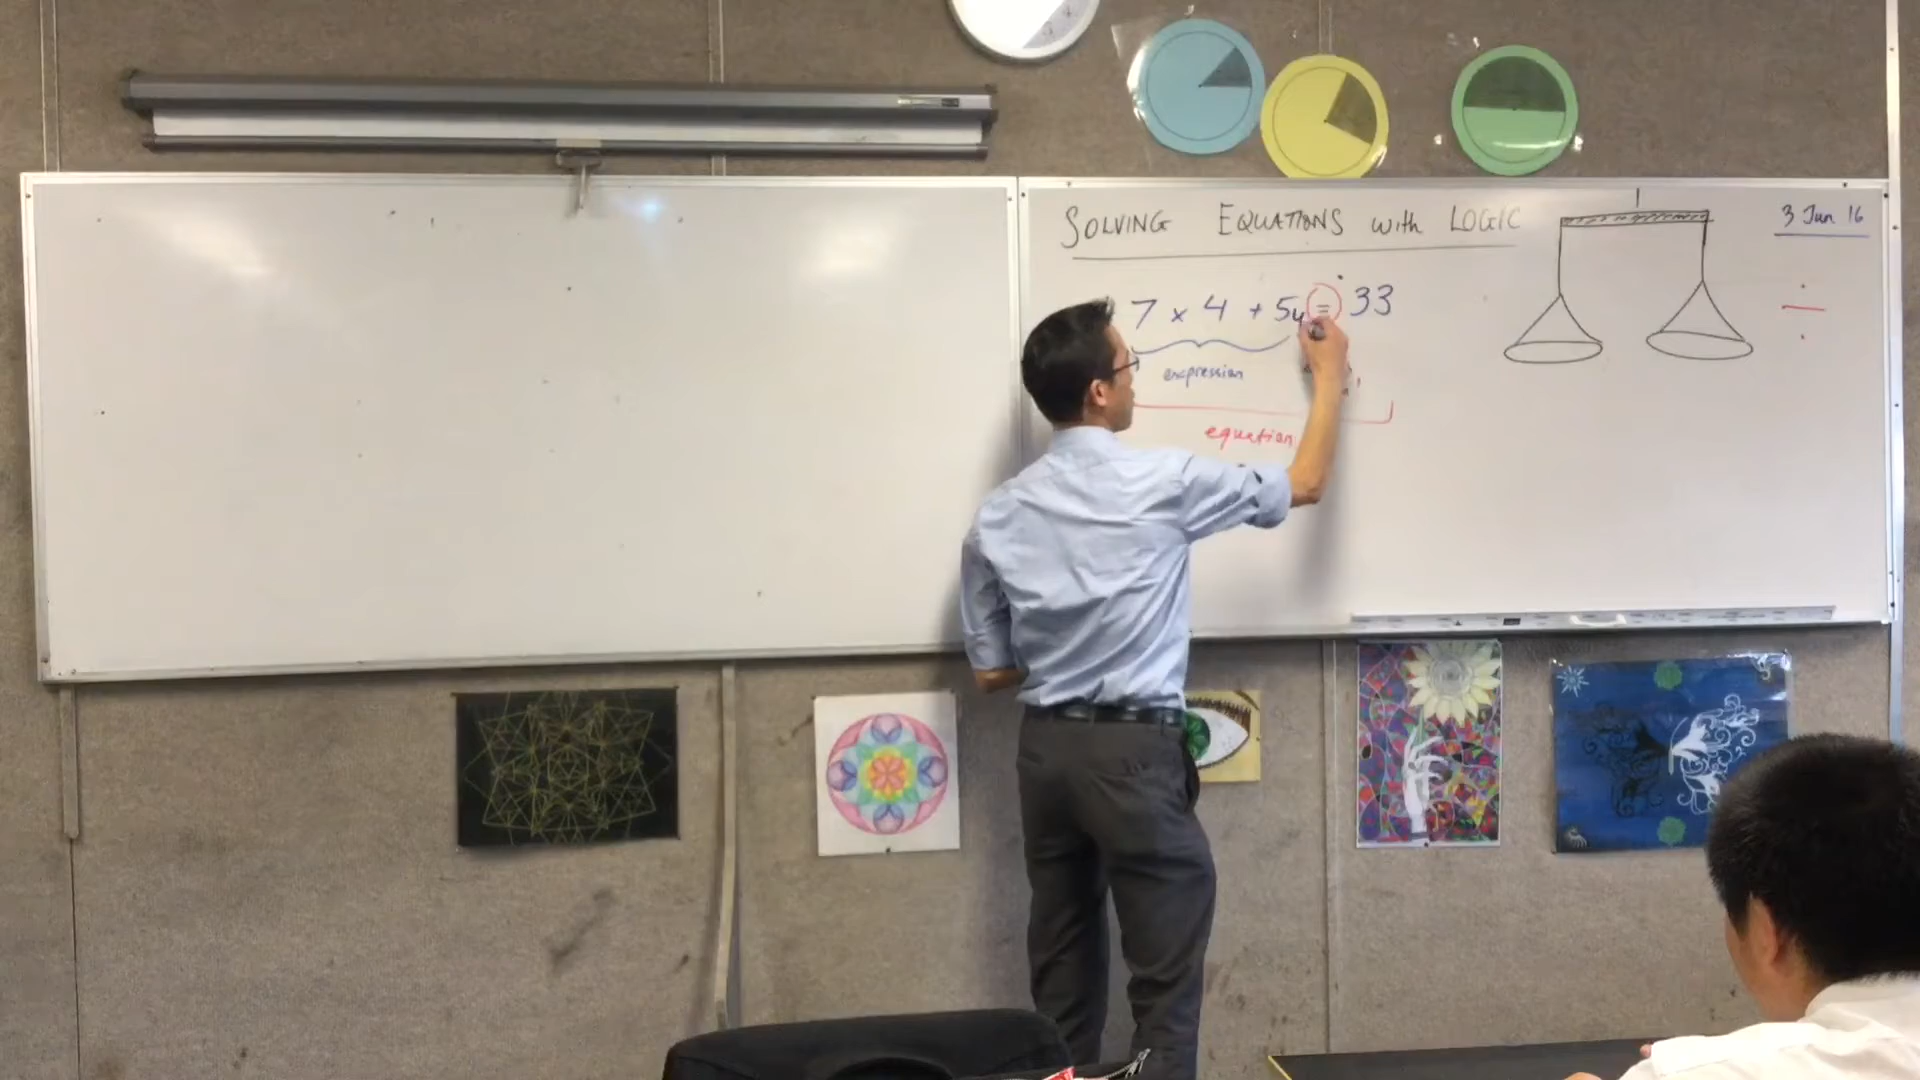 SOLVING EQUATIONS with LOGIC
3 Jun 16
7 × 4 + 5y = 33
expression
equation
÷